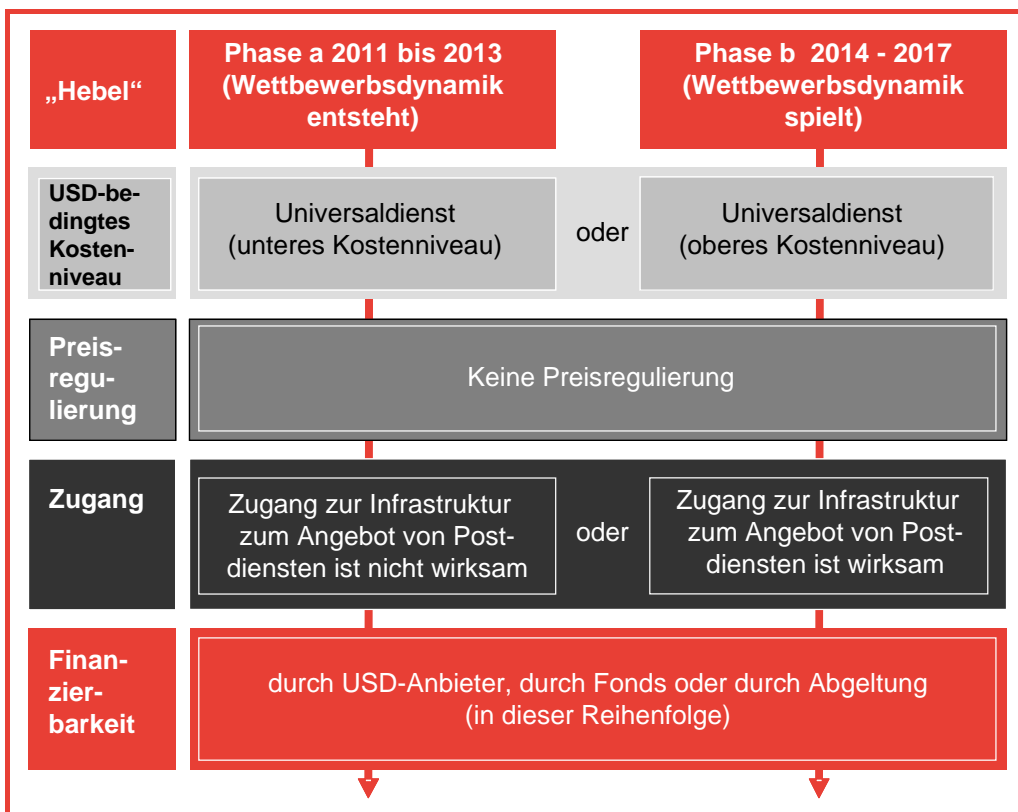 „Hebel“
Phase a 2011 bis 2013
(Wettbewerbsdynamik
entsteht)
Phase b 2014 - 2017
(Wettbewerbsdynamik
spielt)
USD-be-
dingtes
Kosten-
niveau
Universaldienst
(unteres Kostenniveau)
oder
Universaldienst
(oberes Kostenniveau)
Preis-
regu-
lierung
Keine Preisregulierung
Zugang
Zugang zur Infrastruktur
zum Angebot von Post-
diensten ist nicht wirksam
oder
Zugang zur Infrastruktur
zum Angebot von Post-
diensten ist wirksam
Finan-
zier-
barkeit
durch USD-Anbieter, durch Fonds oder durch Abgeltung
(in dieser Reihenfolge)